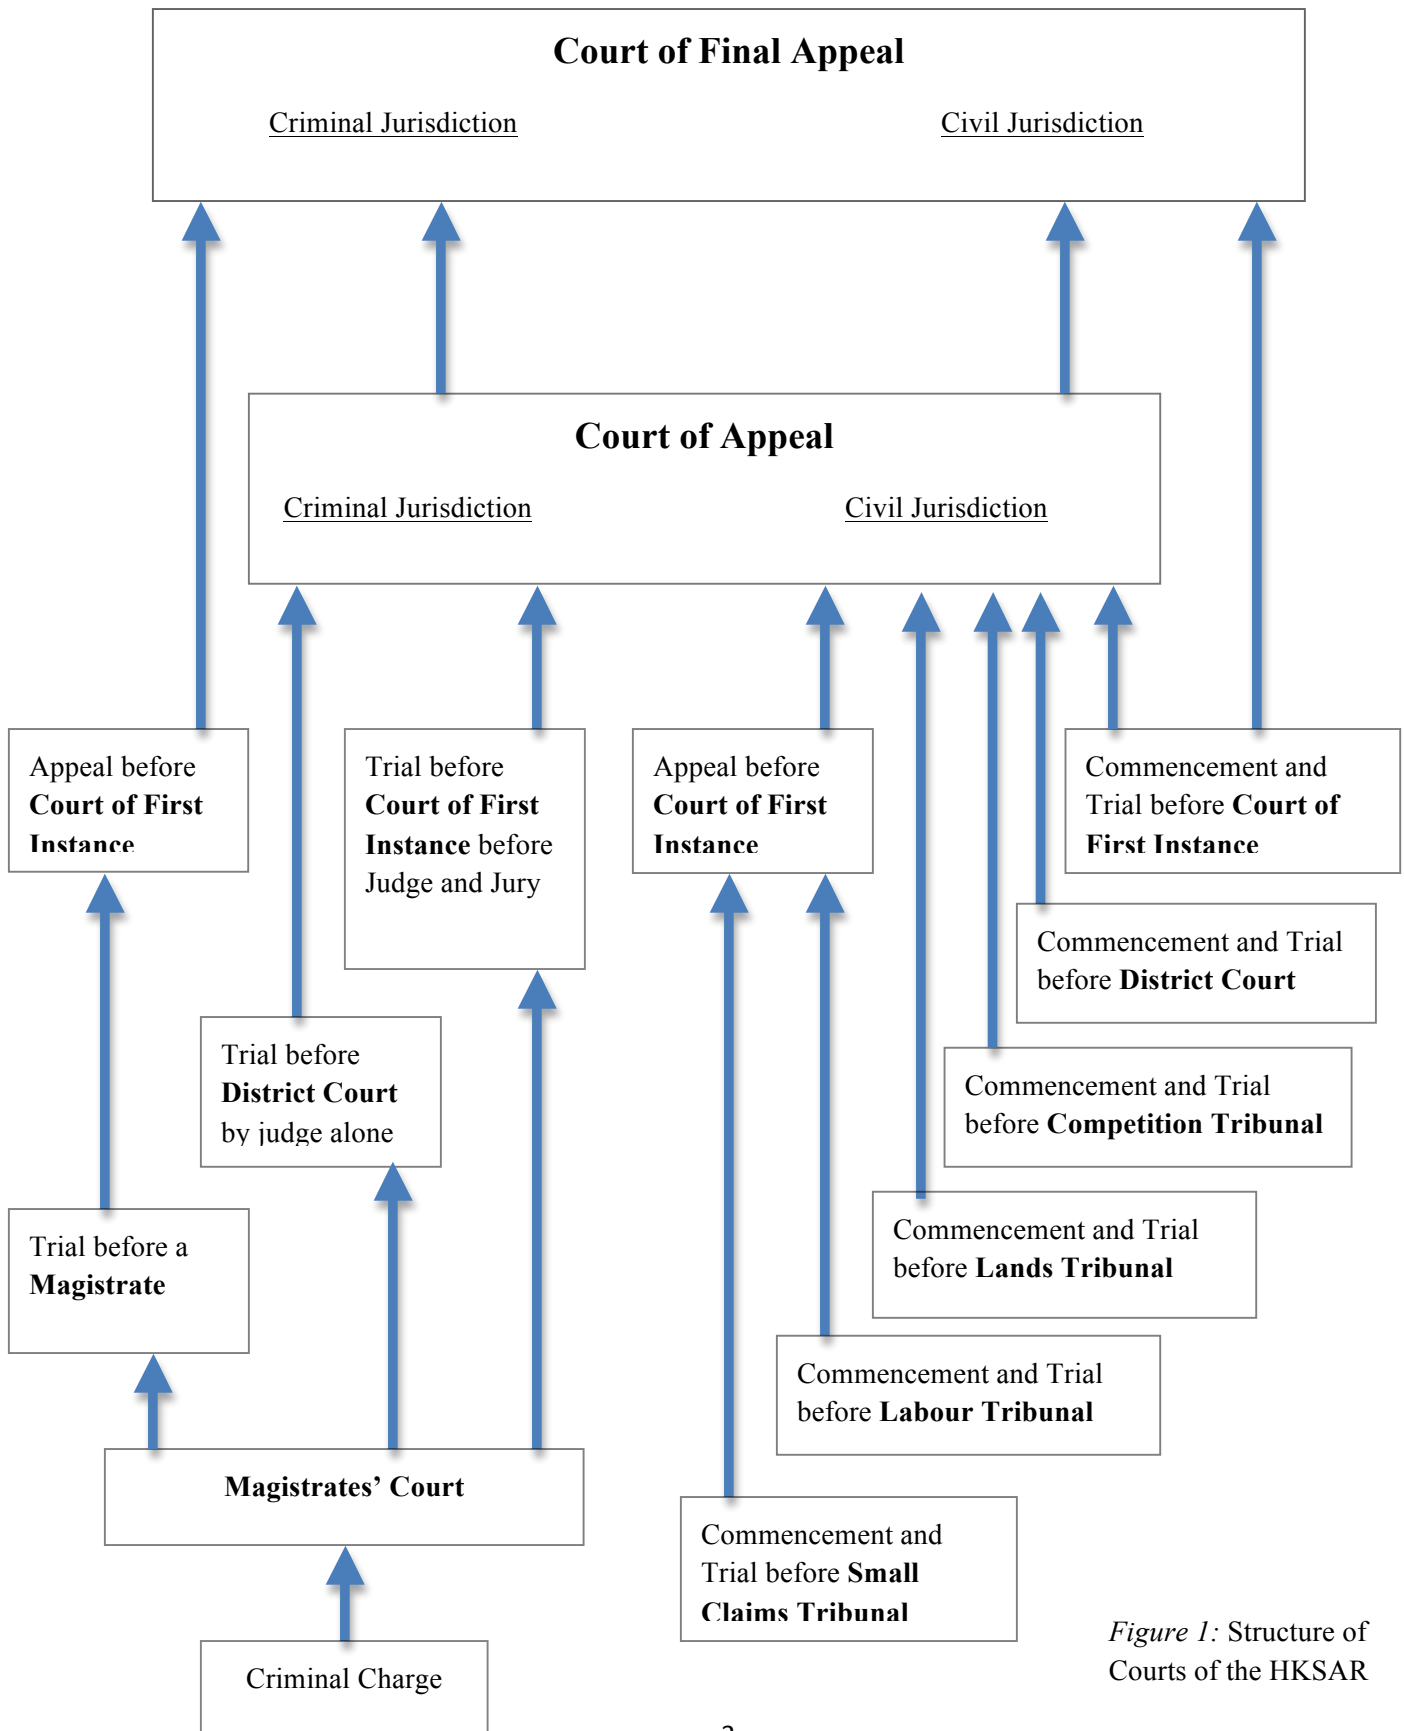 Court of Final Appeal
Criminal Jurisdiction
Civil Jurisdiction
Court of Appeal
Criminal Jurisdiction
Civil Jurisdiction
Appeal before
Court of First
Instance
Trial before
Court of First
Instance before
Judge and Jury
Appeal before
Court of First
Instance
Commencement and
Trial before Court of
First Instance
Commencement and Trial
before District Court
Trial before
District Court
by judge alone
Commencement and Trial
before Competition Tribunal
Trial before a
Magistrate
Commencement and Trial
before Lands Tribunal
Commencement and Trial
before Labour Tribunal
Magistrates’ Court
Commencement and
Trial before Small
Claims Tribunal
Criminal Charge
Figure 1: Structure of
Courts of the HKSAR